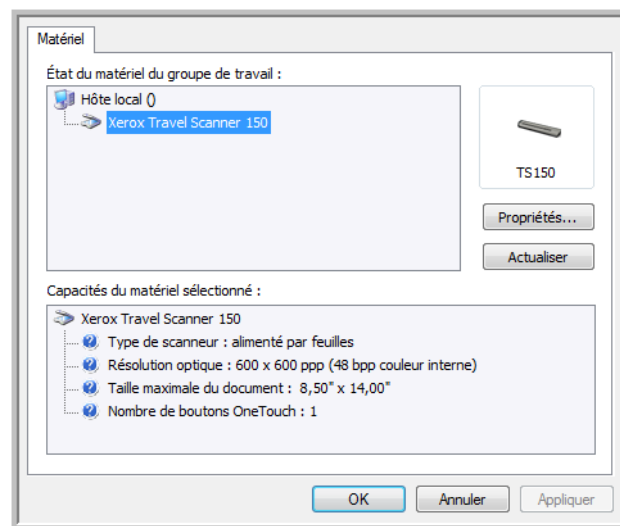 Matériel
État du matériel du groupe de travail :
Hôte local ()
Xerox Travel Scanner 150
TS150
Propriétés...
Actualiser
Capacités du matériel sélectionné :
Xerox Travel Scanner 150
Type de scanneur : alimenté par feuilles
Résolution optique : 600 x 600 ppp (48 bpp couleur interne)
Taille maximale du document : 8,50" x 14,00"
Nombre de boutons OneTouch : 1
OK
Annuler
Appliquer